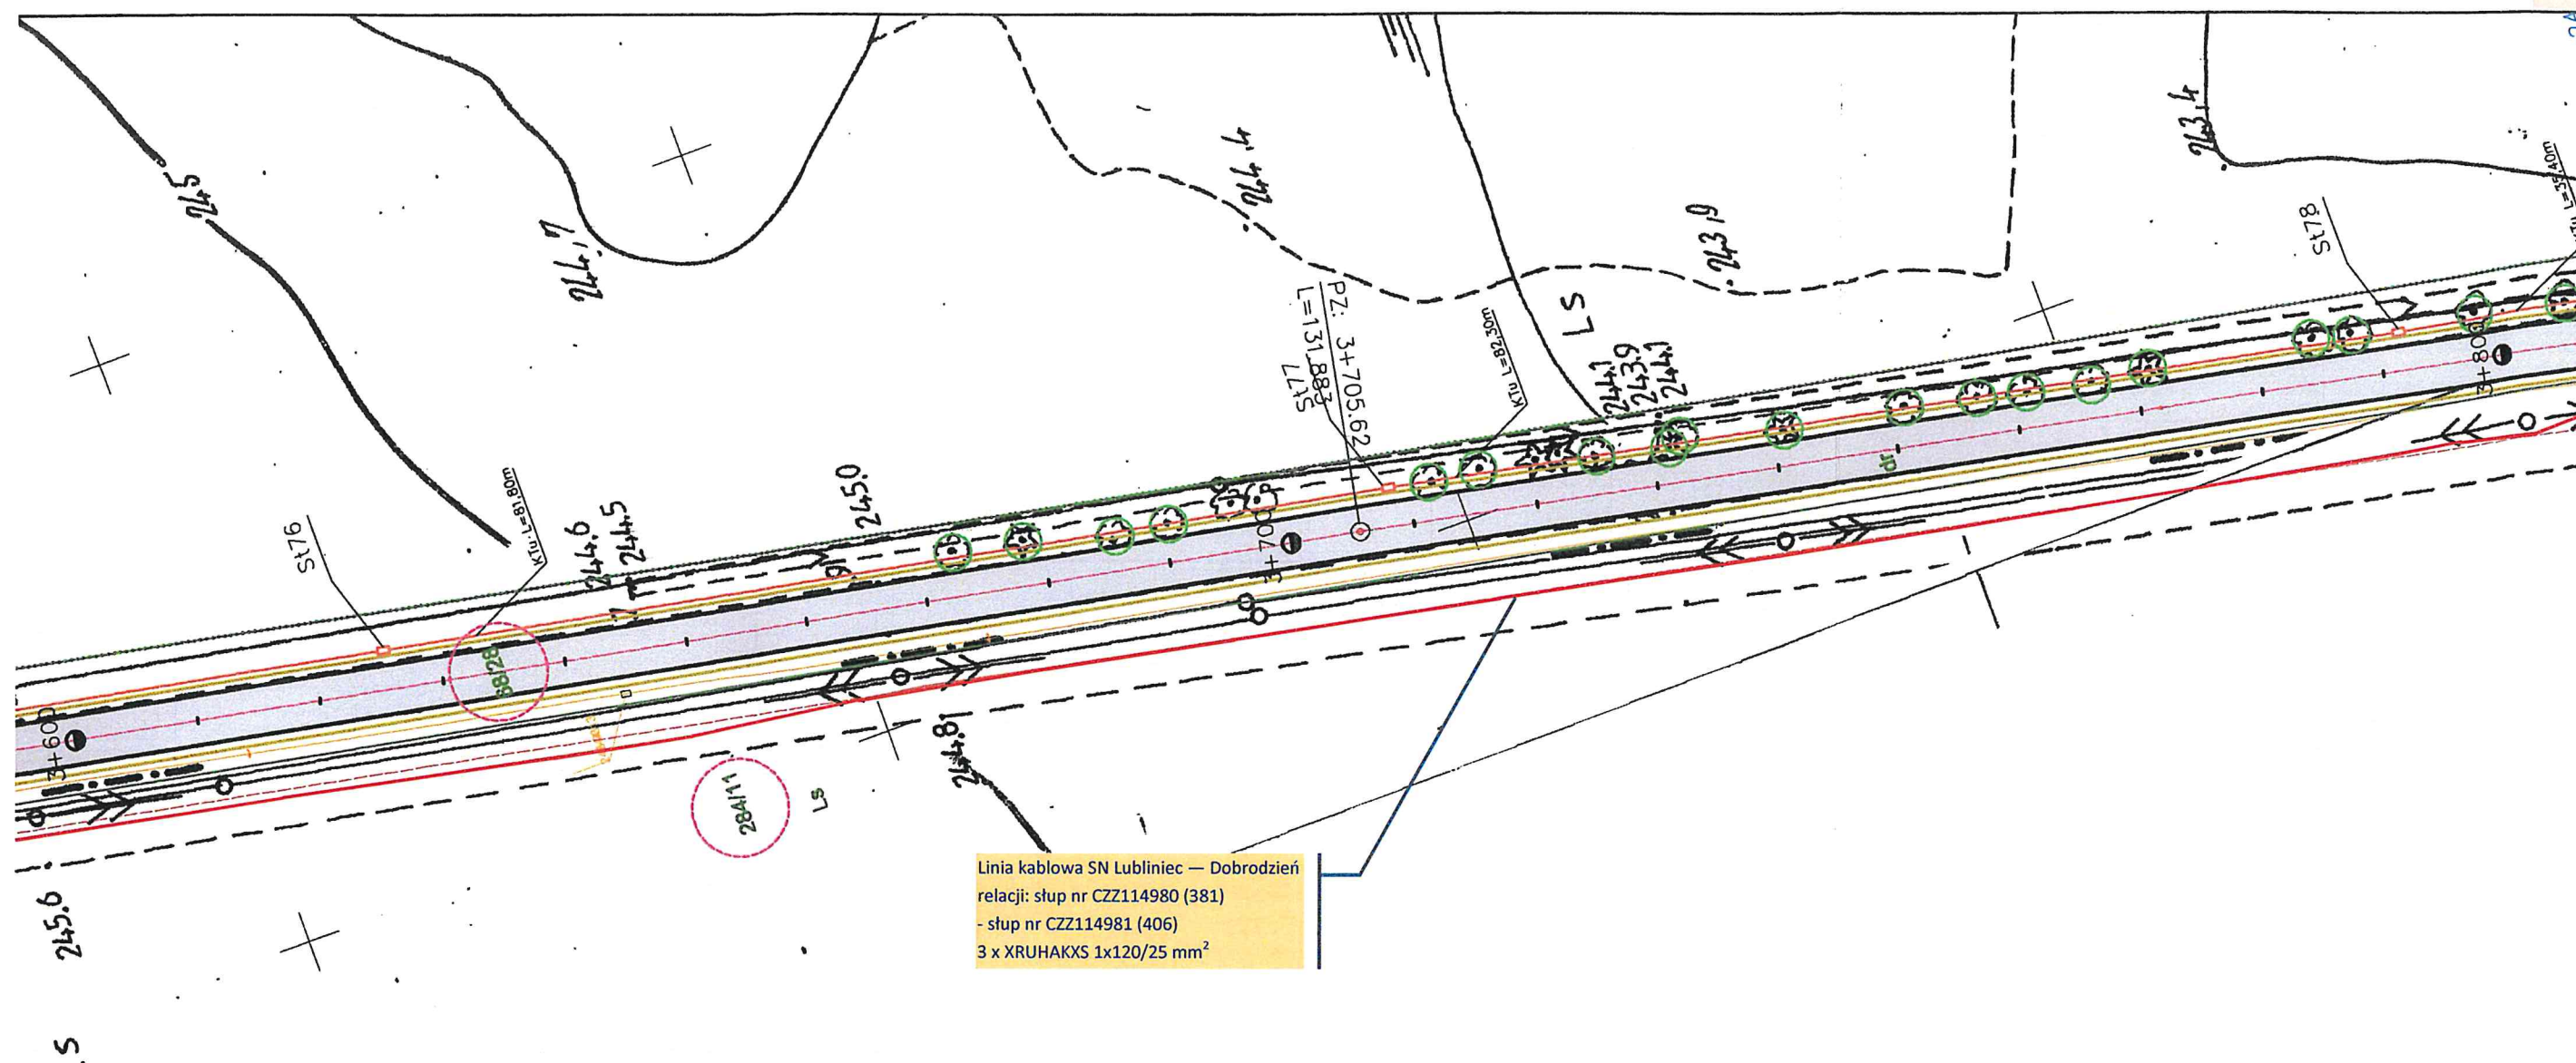 245
244,7
244.4
243,9
243,4
St78
LS
PZ: 3+705.62
L=131.883
St77
KTu L=82,30m
244.1
243.9
244.1
3+800
dr
245.0
St76
KTu L=81,80m
244.6
244.5
3+700
6828
3+600
284/11
Ls
244.81
245.6
Linia kablowa SN Lubliniec — Dobrodzień
relacji: słup nr CZZ114980 (381)
- słup nr CZZ114981 (406)
3 x XRUHAKXS 1x120/25 mm²